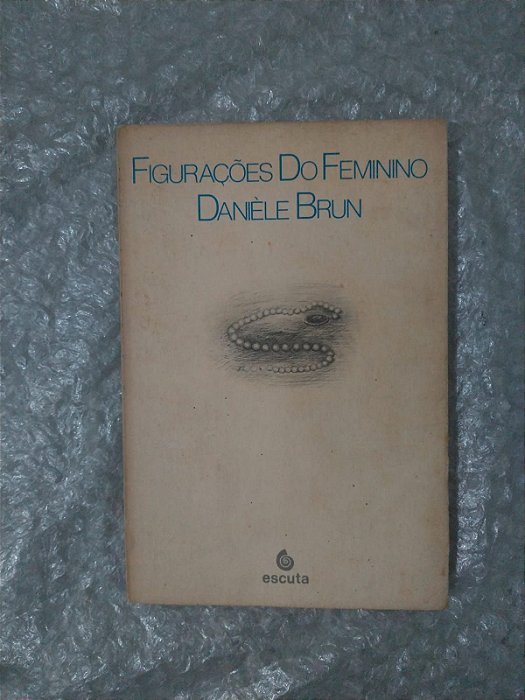 FIGURAÇÕES DO FEMININO
DANIÈLE BRUN
escuta